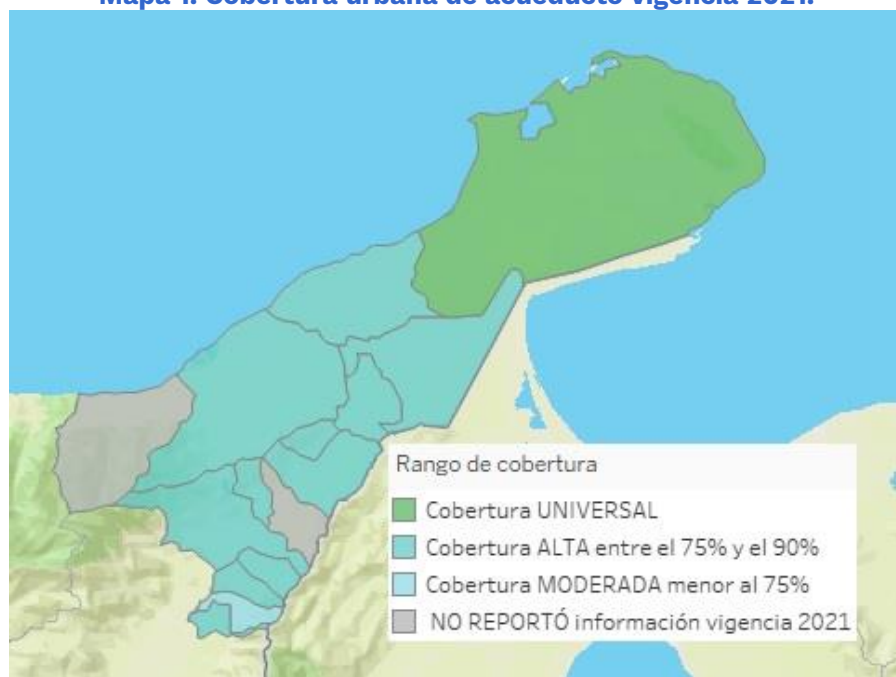 Mapa 1. Cobertura urbana de acueducto vigencia 2021.
Rango de cobertura
Cobertura UNIVERSAL
Cobertura ALTA entre el 75% y el 90%
Cobertura MODERADA menor al 75%
NO REPORTÓ información vigencia 2021